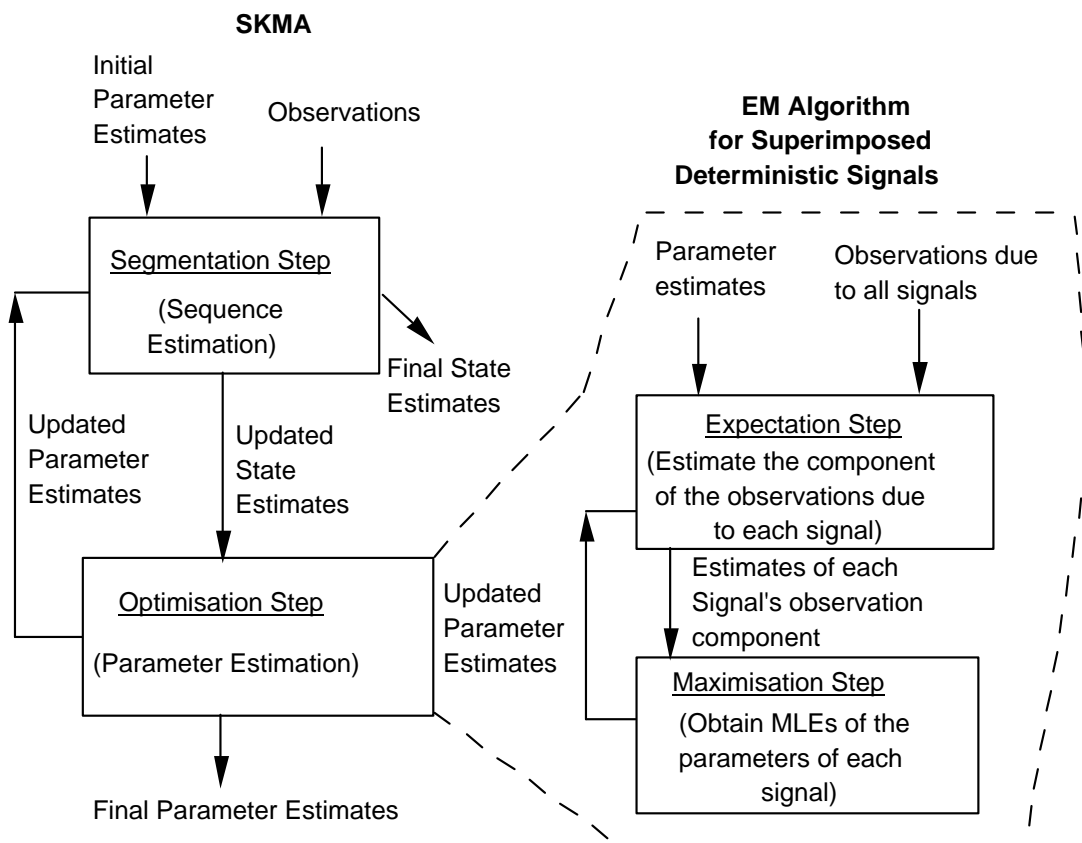 SKMA
Initial
Parameter
Estimates
Observations
Segmentation Step
(Sequence
Estimation)
Final State
Estimates
Updated
Parameter
Estimates
Updated
State
Estimates
Optimisation Step
(Parameter Estimation)
Final Parameter Estimates
EM Algorithm
for Superimposed
Deterministic Signals
Parameter
estimates
Observations due
to all signals
Expectation Step
(Estimate the component
of the observations due
to each signal)
Estimates of each
Signal's observation
component
Updated
Parameter
Estimates
Maximisation Step
(Obtain MLEs of the
parameters of each
signal)